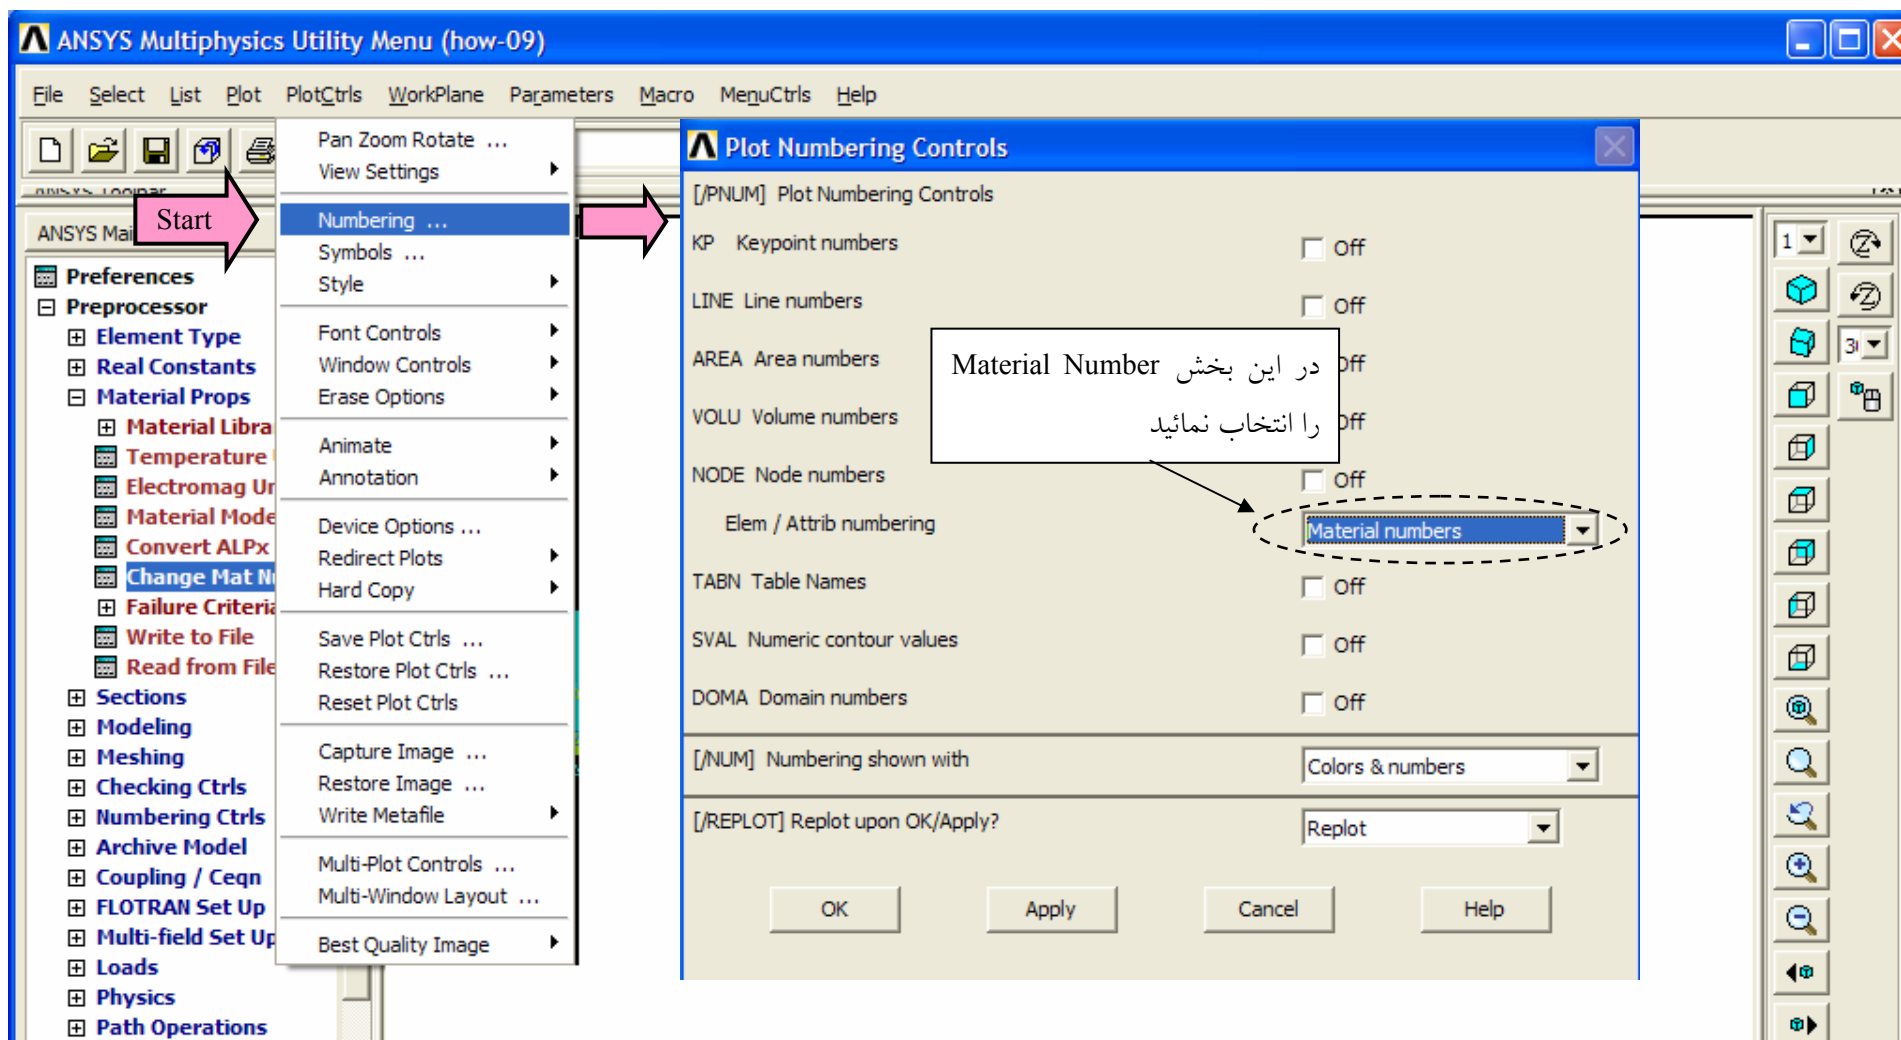 ANSYS Multiphysics Utility Menu (how-09)
File Select List Plot PlotCtrls WorkPlane Parameters Macro MenuCtrls Help
ANSYS Toolbar
ANSYS Mai
Start
Preferences
Preprocessor
Element Type
Real Constants
Material Props
Material Libra
Temperature
Electromag Un
Material Mode
Convert ALPx
Change Mat Nu
Failure Criteria
Write to File
Read from File
Sections
Modeling
Meshing
Checking Ctrls
Numbering Ctrls
Archive Model
Coupling / Ceqn
FLOTRAN Set Up
Multi-field Set Up
Loads
Physics
Path Operations
Pan Zoom Rotate ...
View Settings
Numbering ...
Symbols ...
Style
Font Controls
Window Controls
Erase Options
Animate
Annotation
Device Options ...
Redirect Plots
Hard Copy
Save Plot Ctrls ...
Restore Plot Ctrls ...
Reset Plot Ctrls
Capture Image ...
Restore Image ...
Write Metafile
Multi-Plot Controls ...
Multi-Window Layout ...
Best Quality Image
Plot Numbering Controls
[/PNUM] Plot Numbering Controls
KP Keypoint numbers Off
LINE Line numbers Off
AREA Area numbers Off
VOLU Volume numbers Off
NODE Node numbers Off
Elem / Attrib numbering Material numbers
TABN Table Names Off
SVAL Numeric contour values Off
DOMA Domain numbers Off
[/NUM] Numbering shown with Colors & numbers
[/REPLOT] Replot upon OK/Apply? Replot
OK Apply Cancel Help
در این بخش Material Number
را انتخاب نمائید
1